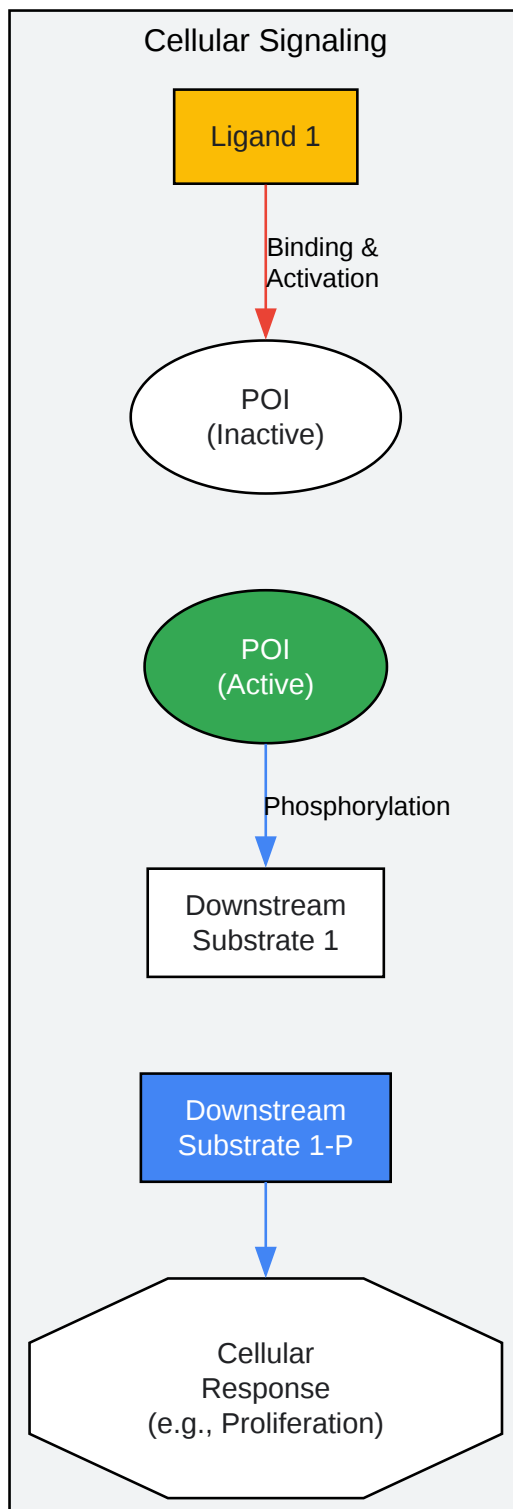 Cellular Signaling
Ligand 1
Binding &
Activation
POI
(Inactive)
POI
(Active)
Phosphorylation
Downstream
Substrate 1
Downstream
Substrate 1-P
Cellular
Response
(e.g., Proliferation)